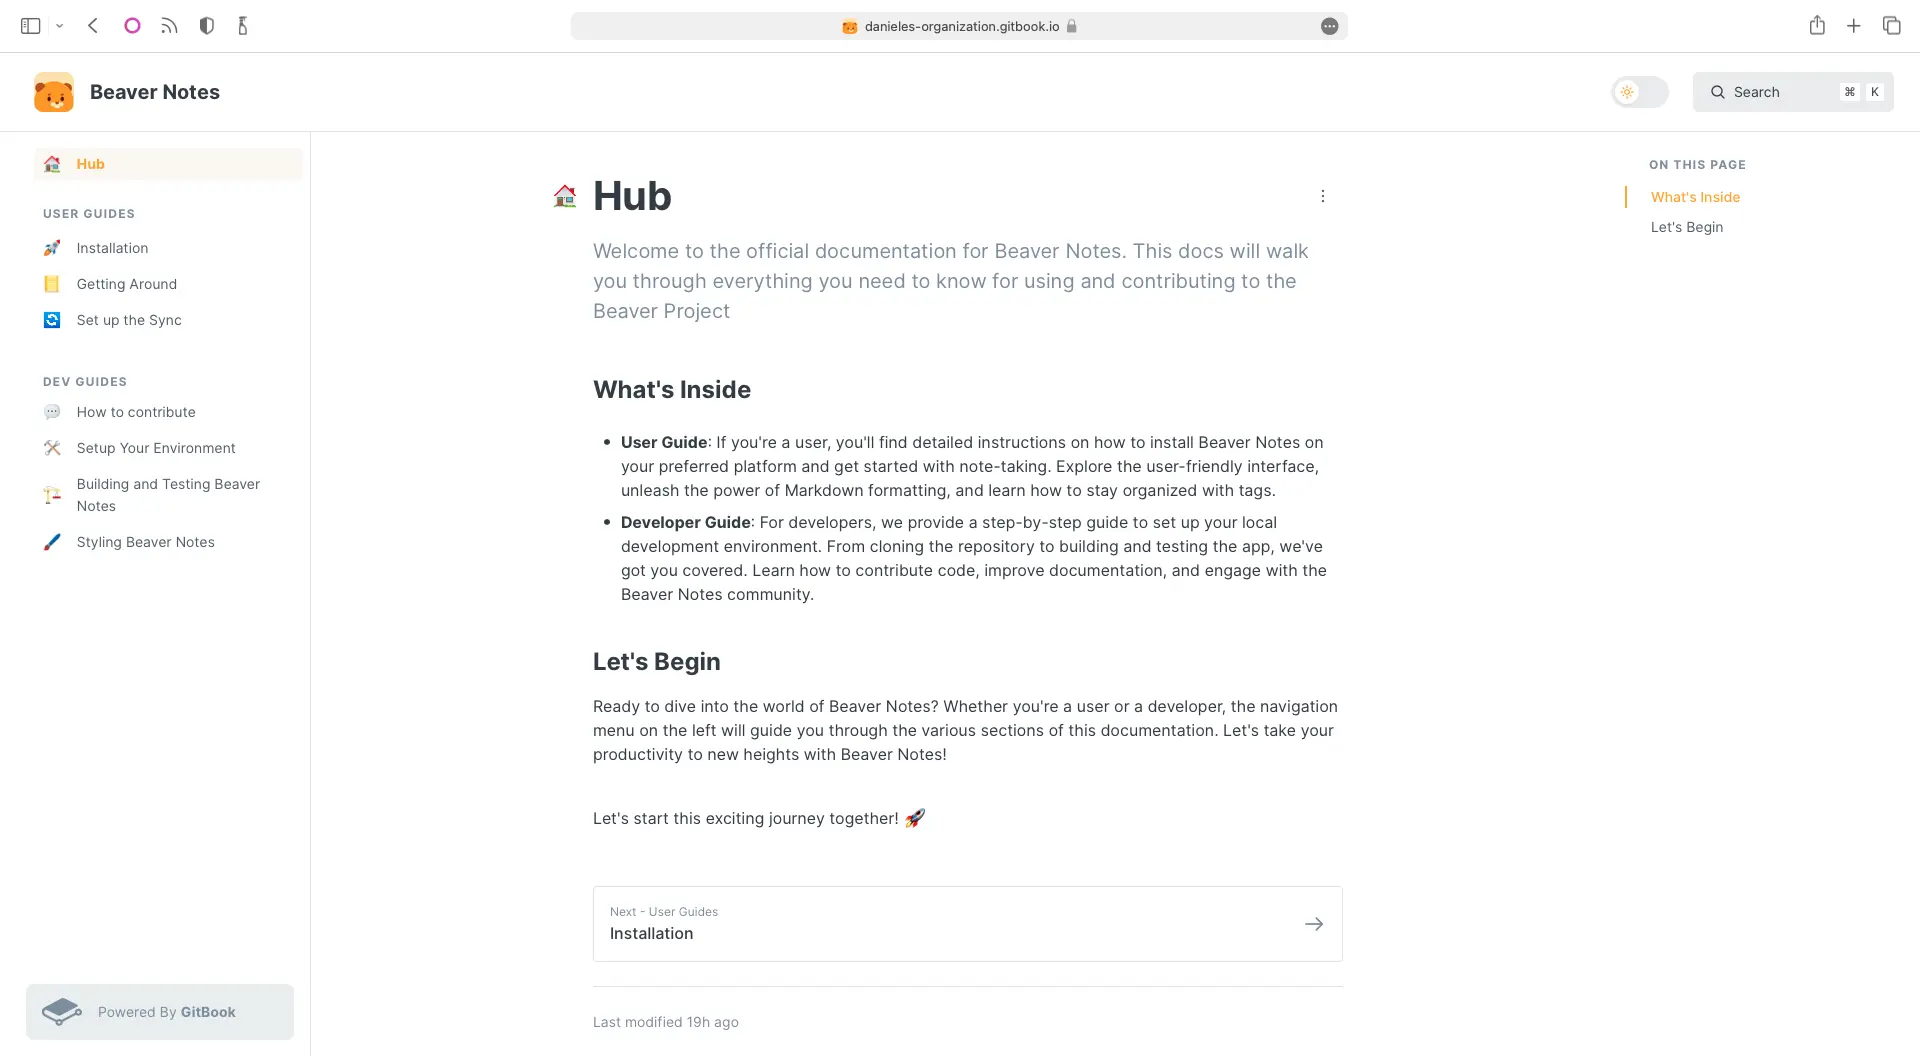 danieles-organization.gitbook.io
Beaver Notes
Search
⌘ K
Hub
USER GUIDES
Installation
Getting Around
Set up the Sync
DEV GUIDES
How to contribute
Setup Your Environment
Building and Testing Beaver
Notes
Styling Beaver Notes
Powered By GitBook
Hub
Welcome to the official documentation for Beaver Notes. This docs will walk
you through everything you need to know for using and contributing to the
Beaver Project
What's Inside
• User Guide: If you're a user, you'll find detailed instructions on how to install Beaver Notes on
your preferred platform and get started with note-taking. Explore the user-friendly interface,
unleash the power of Markdown formatting, and learn how to stay organized with tags.
• Developer Guide: For developers, we provide a step-by-step guide to set up your local
development environment. From cloning the repository to building and testing the app, we've
got you covered. Learn how to contribute code, improve documentation, and engage with the
Beaver Notes community.
Let's Begin
Ready to dive into the world of Beaver Notes? Whether you're a user or a developer, the navigation
menu on the left will guide you through the various sections of this documentation. Let's take your
productivity to new heights with Beaver Notes!
Let's start this exciting journey together! 🚀
Next - User Guides
Installation
Last modified 19h ago
ON THIS PAGE
What's Inside
Let's Begin